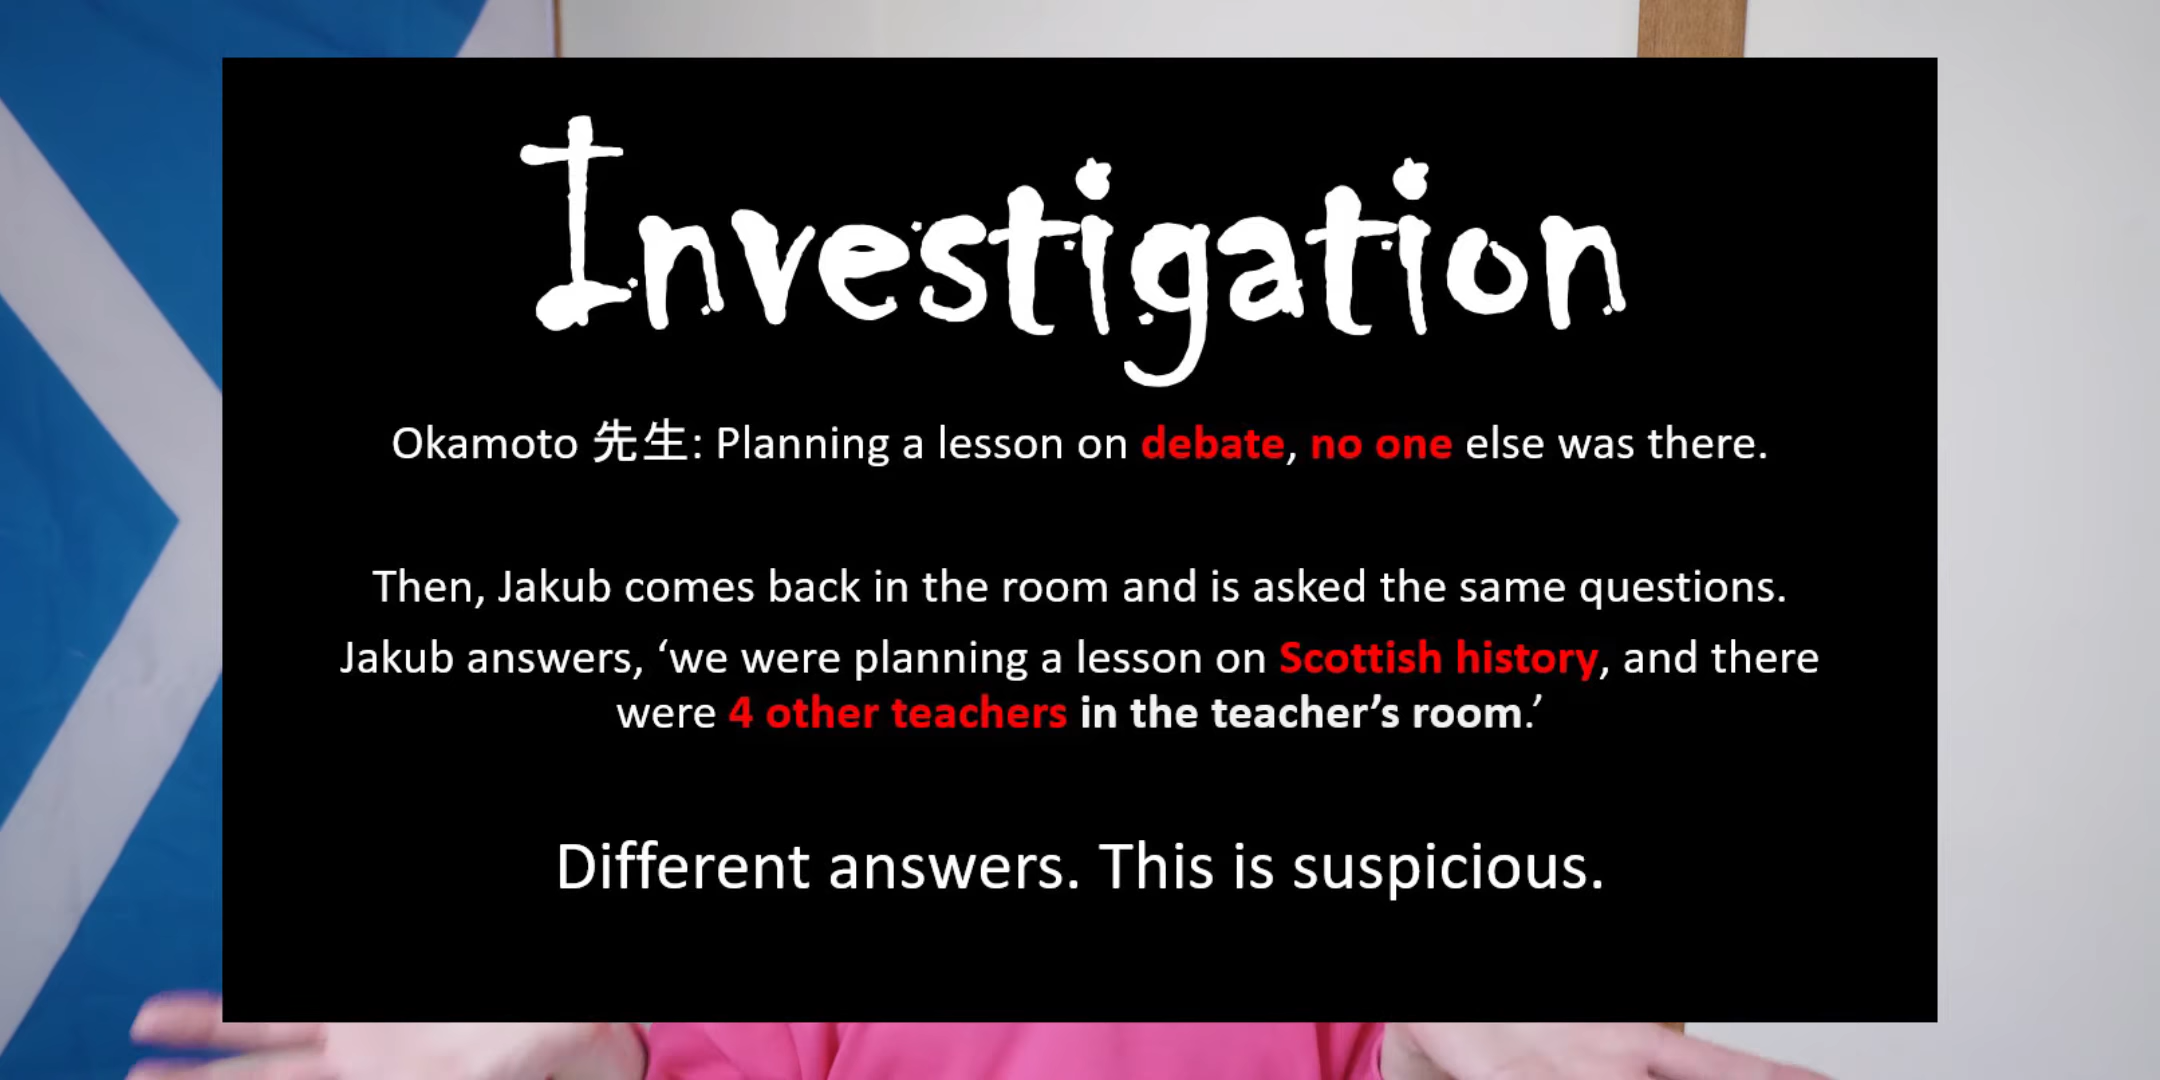 Investigation
Okamoto 先生: Planning a lesson on debate, no one else was there.
Then, Jakub comes back in the room and is asked the same questions.
Jakub answers, ‘we were planning a lesson on Scottish history, and there
were 4 other teachers in the teacher’s room.’
Different answers. This is suspicious.